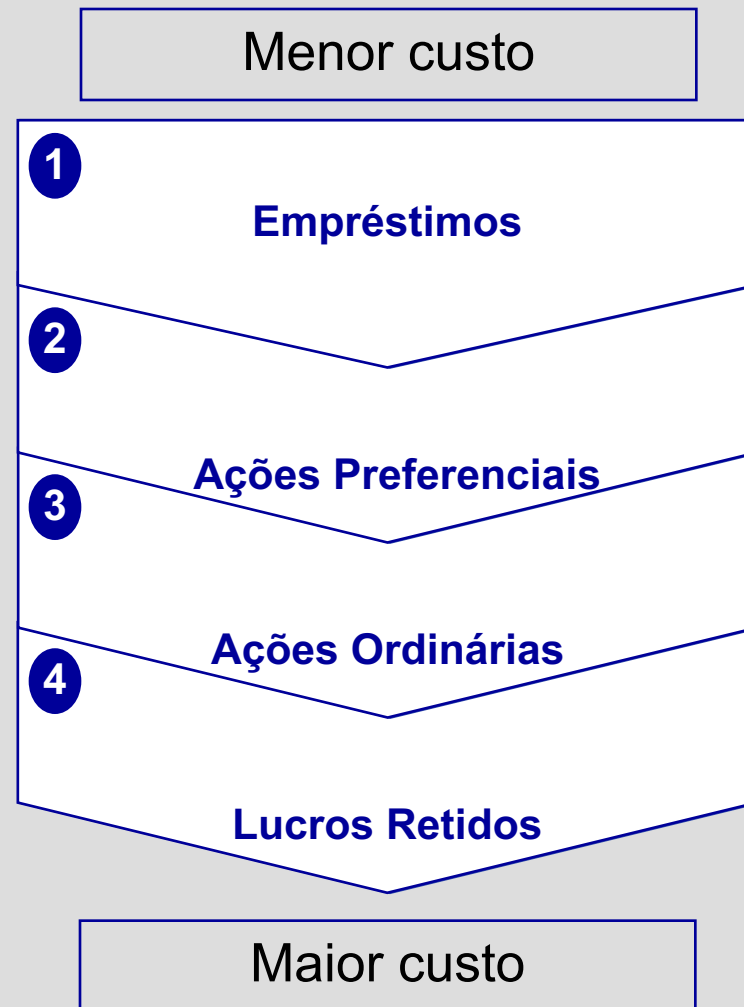 Menor custo
1
Empréstimos
2
Ações Preferenciais
3
Ações Ordinárias
4
Lucros Retidos
Maior custo